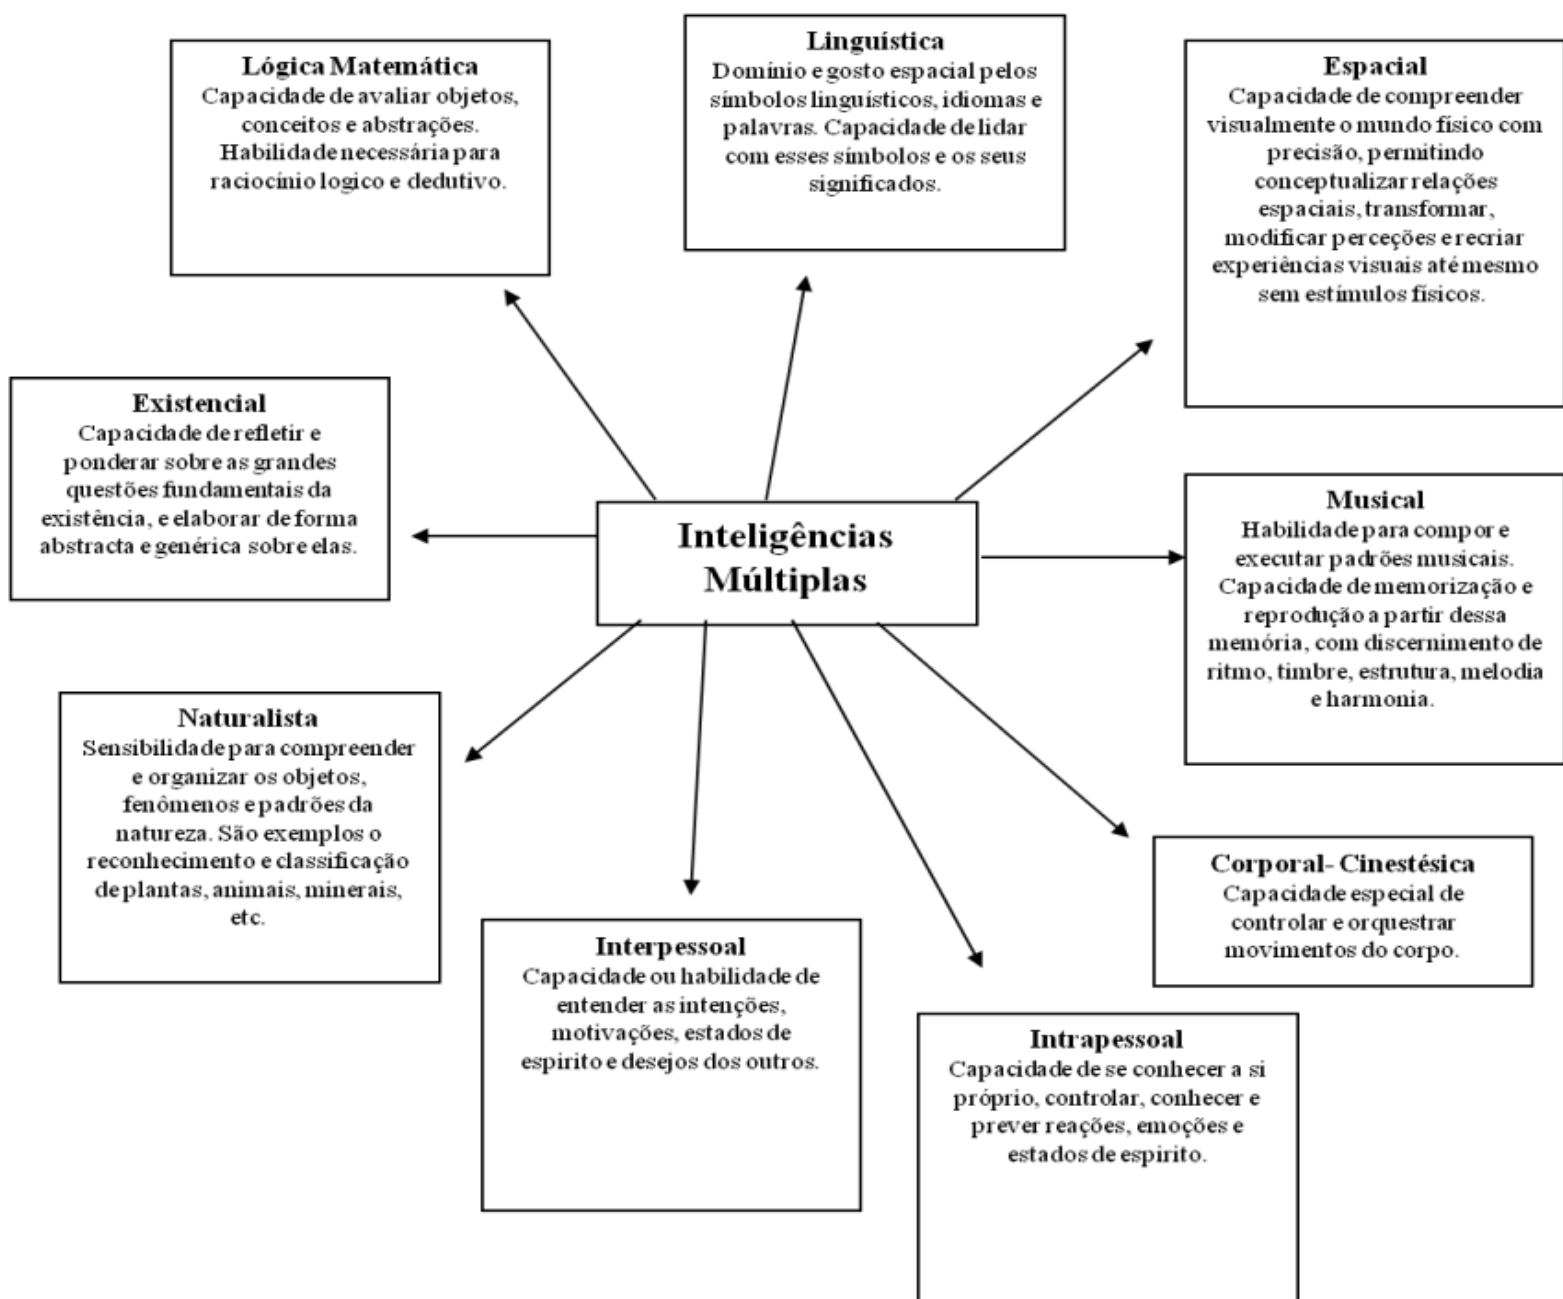 Lógica Matemática
Capacidade de avaliar objetos,
conceitos e abstrações.
Habilidade necessária para
raciocínio logico e dedutivo.
Linguística
Domínio e gosto espacial pelos
símbolos linguísticos, idiomas e
palavras. Capacidade de lidar
com esses símbolos e os seus
significados.
Espacial
Capacidade de compreender
visualmente o mundo físico com
precisão, permitindo
conceptualizar relações
espaciais, transformar,
modificar perceções e recriar
experiências visuais até mesmo
sem estímulos físicos.
Existencial
Capacidade de refletir e
ponderar sobre as grandes
questões fundamentais da
existência, e elaborar de forma
abstracta e genérica sobre elas.
Inteligências
Múltiplas
Musical
Habilidade para compor e
executar padrões musicais.
Capacidade de memorização e
reprodução a partir dessa
memória, com discernimento de
ritmo, timbre, estrutura, melodia
e harmonia.
Naturalista
Sensibilidade para compreender
e organizar os objetos,
fenômenos e padrões da
natureza. São exemplos o
reconhecimento e classificação
de plantas, animais, minerais,
etc.
Interpessoal
Capacidade ou habilidade de
entender as intenções,
motivações, estados de
espirito e desejos dos outros.
Corporal- Cinestésica
Capacidade especial de
controlar e orquestrar
movimentos do corpo.
Intrapessoal
Capacidade de se conhecer a si
próprio, controlar, conhecer e
prever reações, emoções e
estados de espirito.